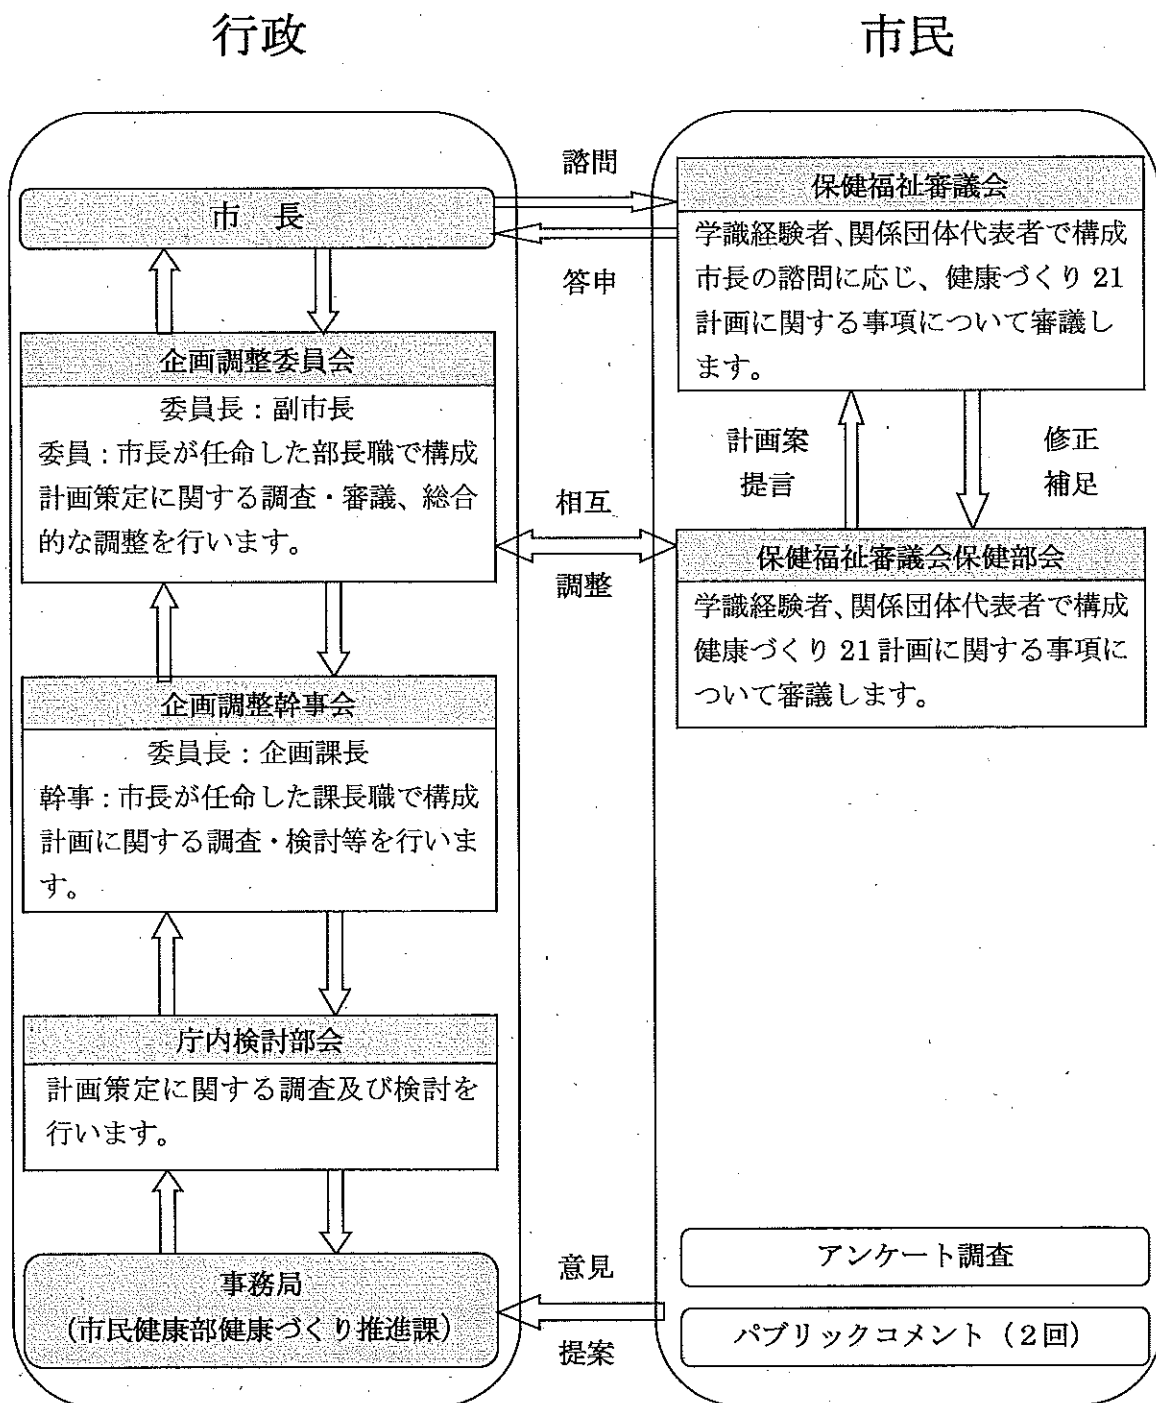 行政
市民
市 長
諮問
答申
保健福祉審議会
学識経験者、関係団体代表者で構成
市長の諮問に応じ、健康づくり 21
計画に関する事項について審議し
ます。
企画調整委員会
委員長：副市長
委員：市長が任命した部長職で構成
計画策定に関する調査・審議、総合
的な調整を行います。
計画案
提言
修正
補足
相互
調整
保健福祉審議会保健部会
学識経験者、関係団体代表者で構成
健康づくり 21 計画に関する事項に
ついて審議します。
企画調整幹事会
委員長：企画課長
幹事：市長が任命した課長職で構成
計画に関する調査・検討等を行いま
す。
庁内検討部会
計画策定に関する調査及び検討を
行います。
事務局
（市民健康部健康づくり推進課）
意見
提案
アンケート調査
パブリックコメント（2回）